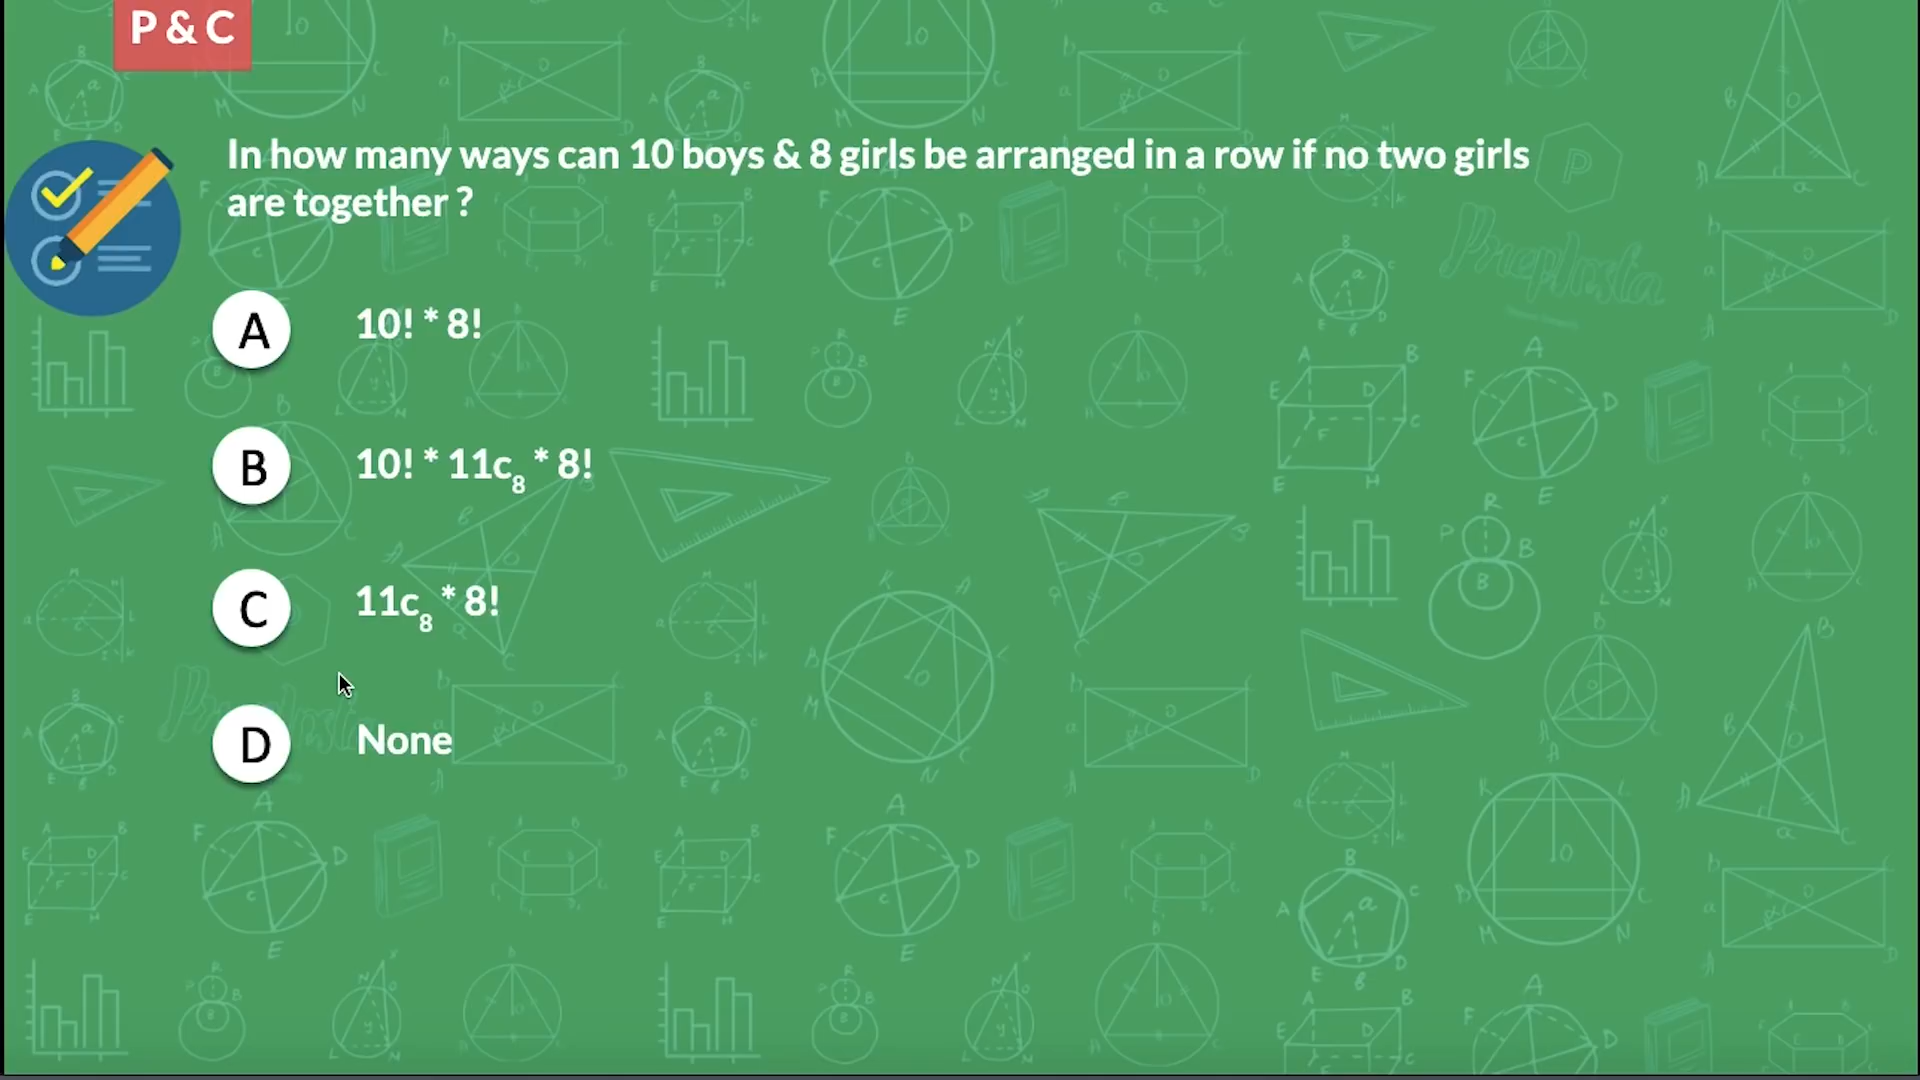 P & C
In how many ways can 10 boys & 8 girls be arranged in a row if no two girls
are together ?
A 10! * 8!
B 10! * 11c₈ * 8!
C 11c₈ * 8!
D None
PrepInsta